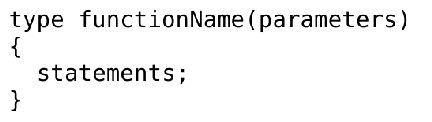 type functionName(parameters)
{
  statements;
}